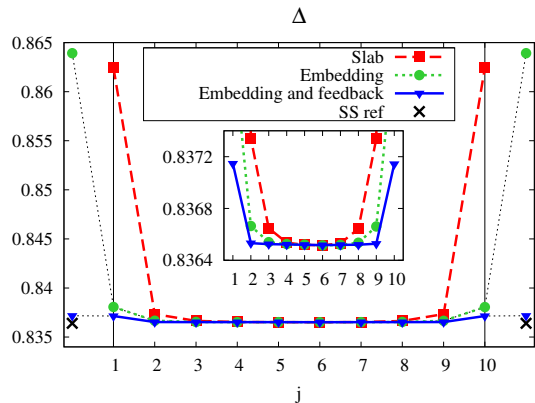 Δ
0.865
0.86
0.855
0.85
0.845
0.84
0.835
Slab
Embedding
Embedding and feedback
SS ref
0.8372
0.8368
0.8364
1 2 3 4 5 6 7 8 9 10
1 2 3 4 5 6 7 8 9 10
j